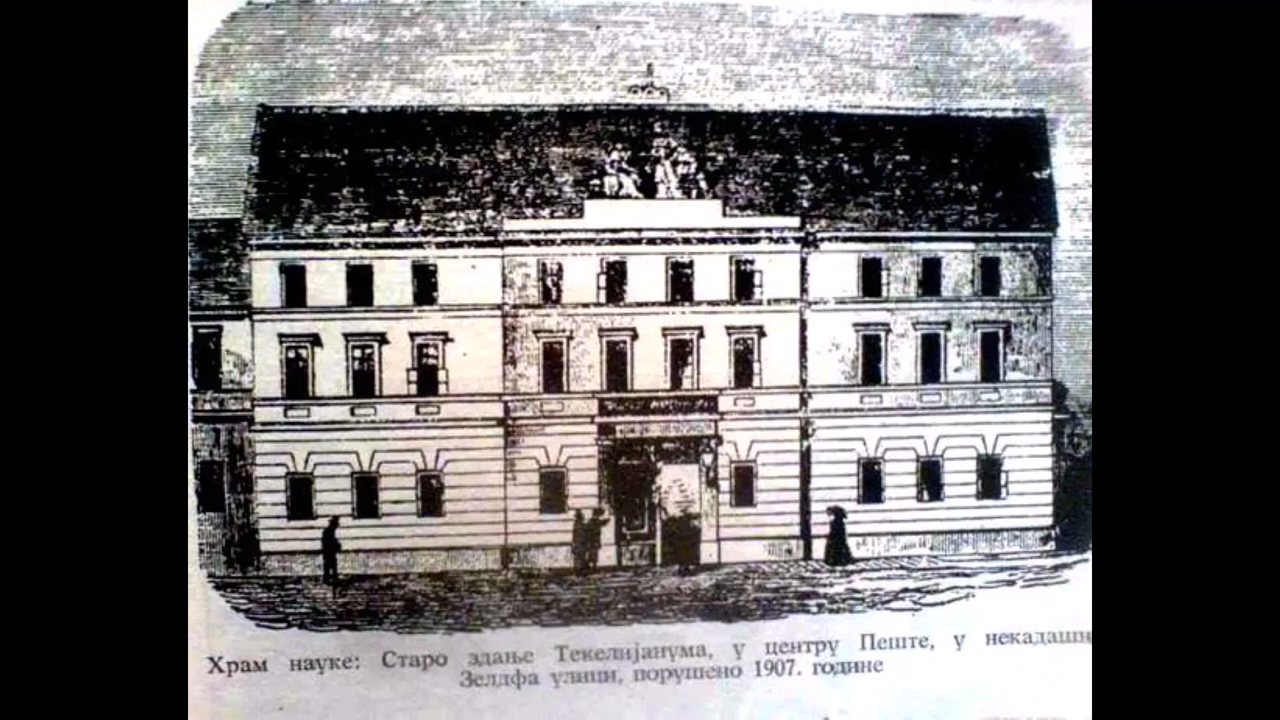 Храм науке: Старо здање Текелијанума, у центру Пеште, у некадашњ
Зелдфа улици, порушено 1907. године